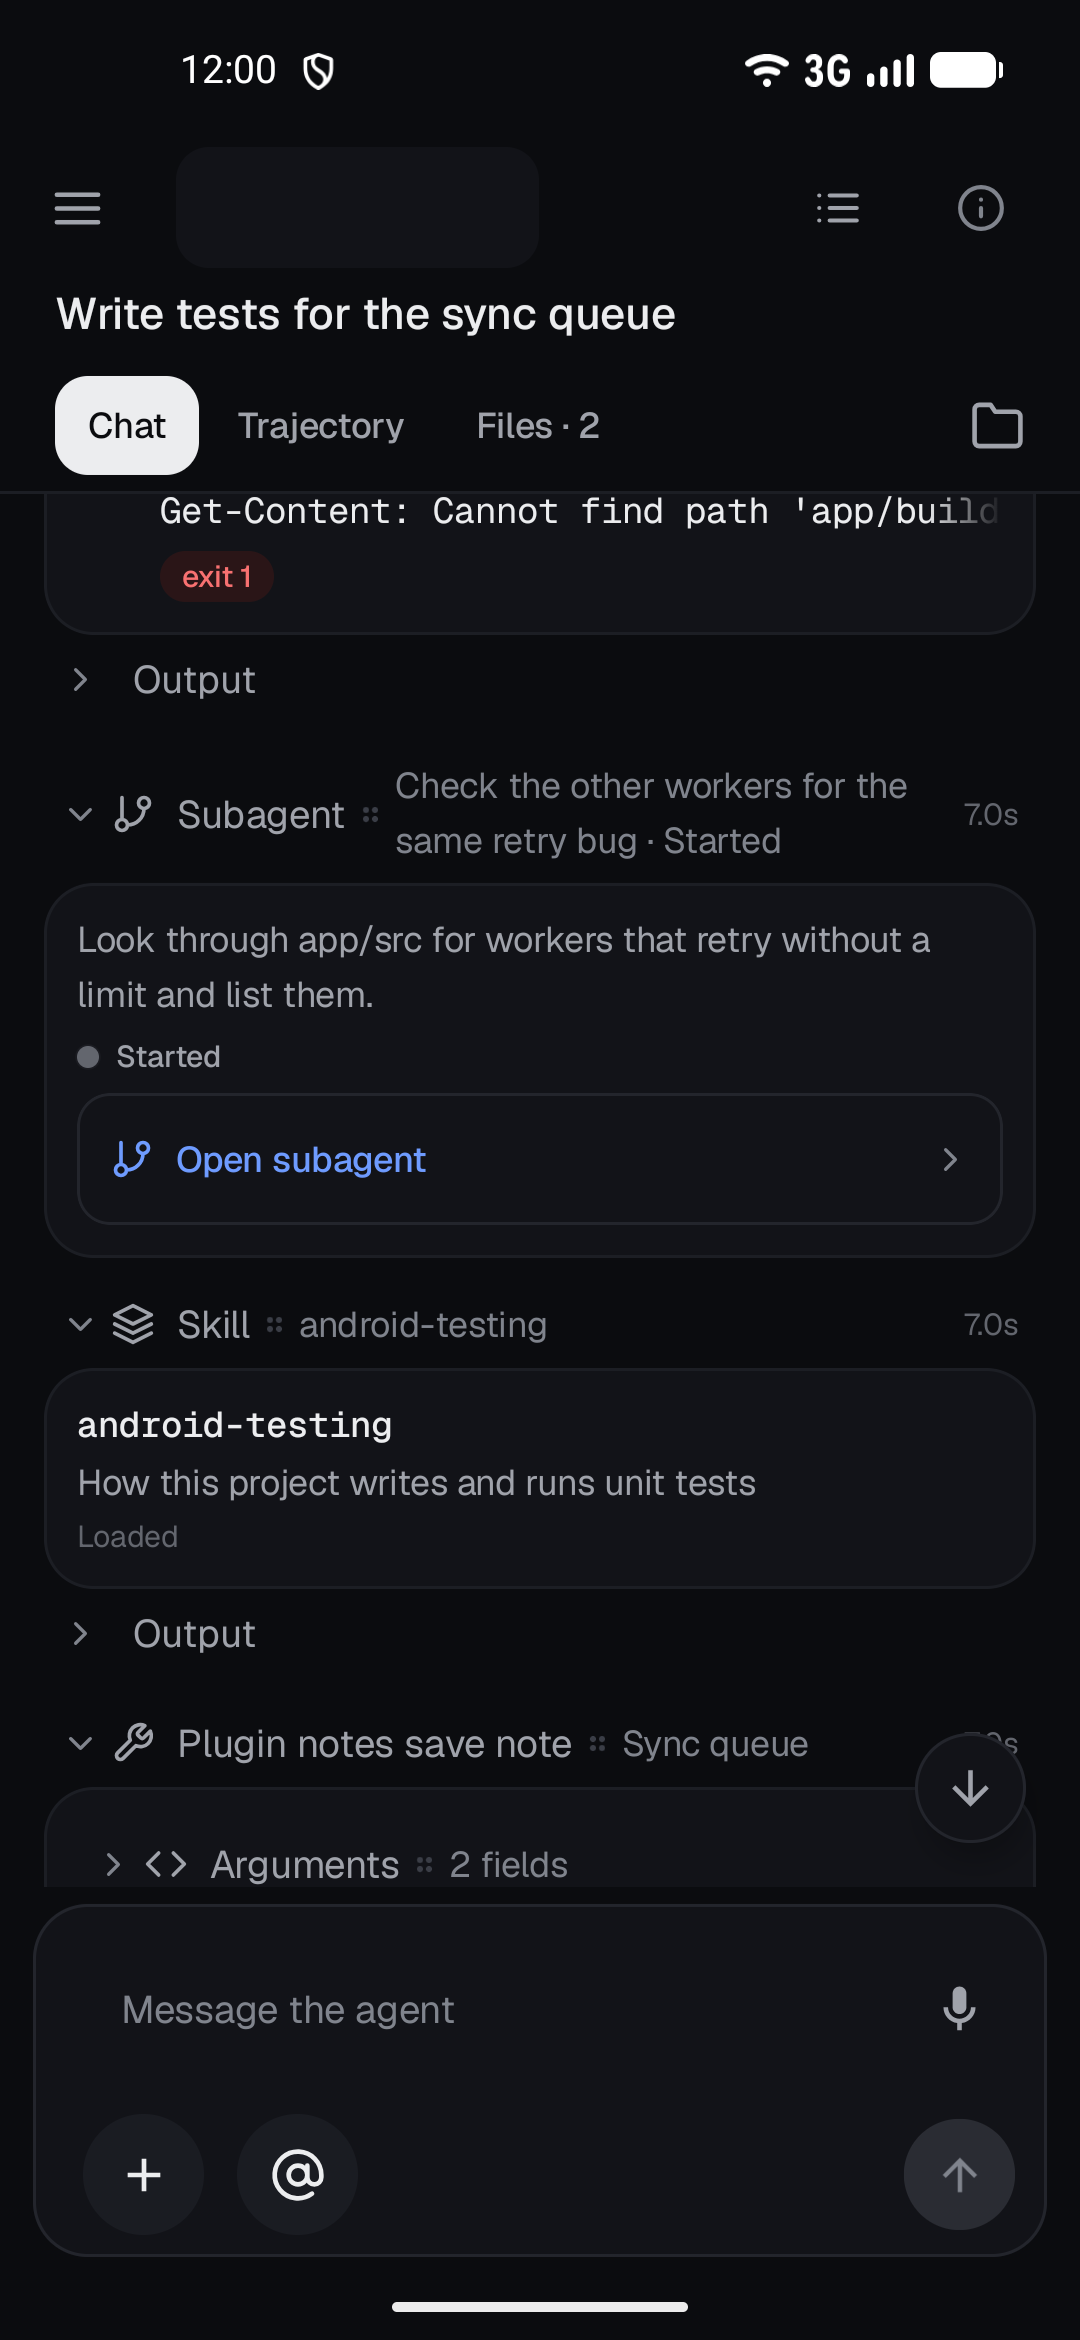 12:00
3G
Write tests for the sync queue
Chat
Trajectory
Files · 2
Get-Content: Cannot find path 'app/build
exit 1
Output
Subagent
Check the other workers for the
same retry bug · Started
7.0s
Look through app/src for workers that retry without a
limit and list them.
Started
Open subagent
Skill
android-testing
7.0s
android-testing
How this project writes and runs unit tests
Loaded
Output
Plugin notes save note
Sync queue
Arguments
2 fields
Message the agent